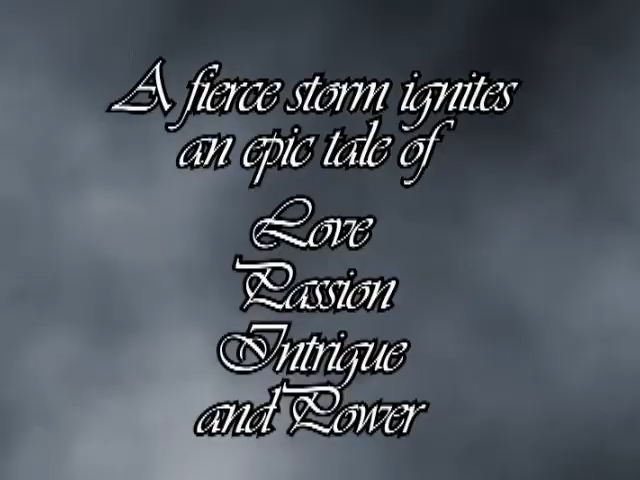 A fierce storm ignites
an epic tale of
Love
Passion
Intrigue
and Power